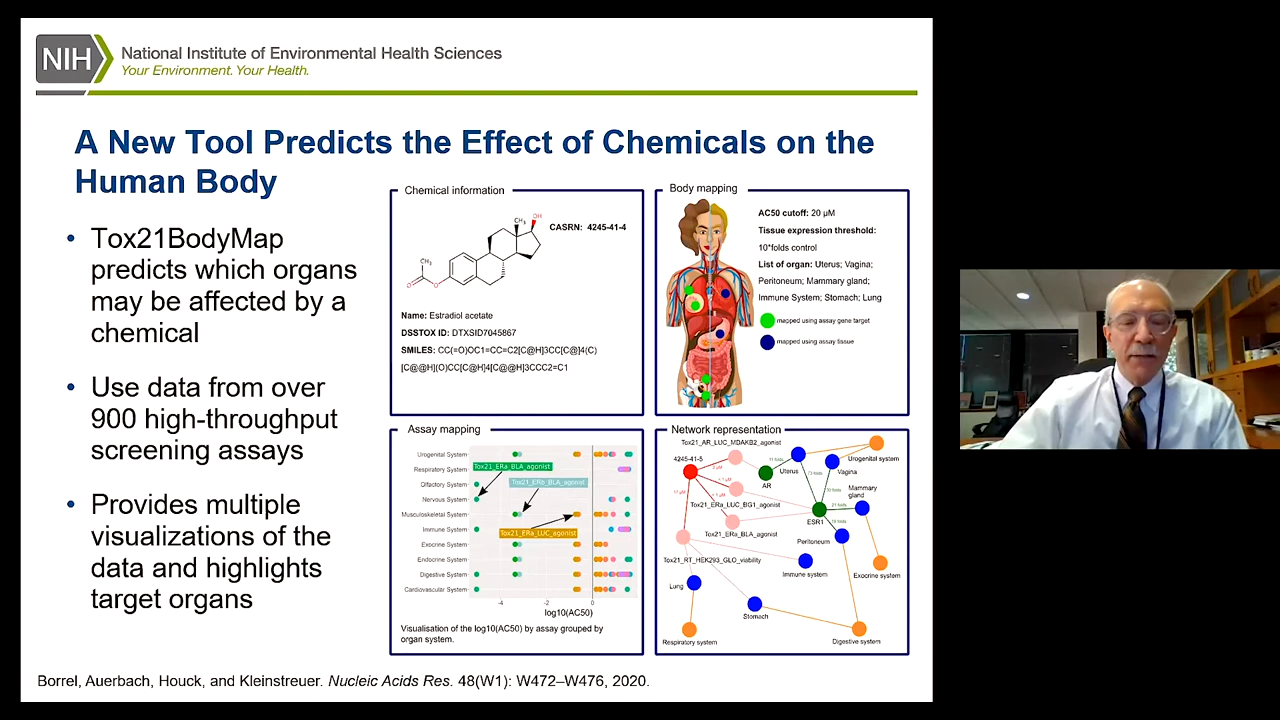 NIH
National Institute of Environmental Health Sciences
Your Environment. Your Health.
A New Tool Predicts the Effect of Chemicals on the
Human Body
• Tox21BodyMap
predicts which organs
may be affected by a
chemical
• Use data from over
900 high-throughput
screening assays
• Provides multiple
visualizations of the
data and highlights
target organs
Chemical information
CH₃
OH
CASRN: 4245-41-4
CH₃
O
O
Name: Estradiol acetate
DSSTOX ID: DTXSID7045867
SMILES: CC(=O)OC1=CC=C2[C@H]3CC[C@]4(C)
[C@@H](O)CC[C@H]4[C@@H]3CCC2=C1
Body mapping
AC50 cutoff: 20 µM
Tissue expression threshold:
10*folds control
List of organ: Uterus; Vagina;
Peritoneum; Mammary gland;
Immune System; Stomach; Lung
mapped using assay gene target
mapped using assay tissue
Assay mapping
Urogenital System
Respiratory System
Olfactory System
Nervous System
Musculoskeletal System
Immune System
Exocrine System
Endocrine System
Digestive System
Cardiovascular System
Tox21_ERa_BLA_agonist
Tox21_ERb_BLA_agonist
Tox21_ERa_LUC_agonist
-4 -2 0
log10(AC50)
Visualisation of the log10(AC50) by assay grouped by
organ system.
Network representation
Tox21_AR_LUC_MDAKB2_agonist
4245-41-5
Uterus
Urogenital system
Vagina
AR
Mammary
gland
Tox21_ERa_LUC_BG1_agonist
ESR1
Tox21_ERa_BLA_agonist
Peritoneum
Tox21_RT_HEK293_GLO_viability
Immune system
Exocrine system
Lung
Stomach
Respiratory system
Digestive system
Borrel, Auerbach, Houck, and Kleinstreuer. Nucleic Acids Res. 48(W1): W472–W476, 2020.